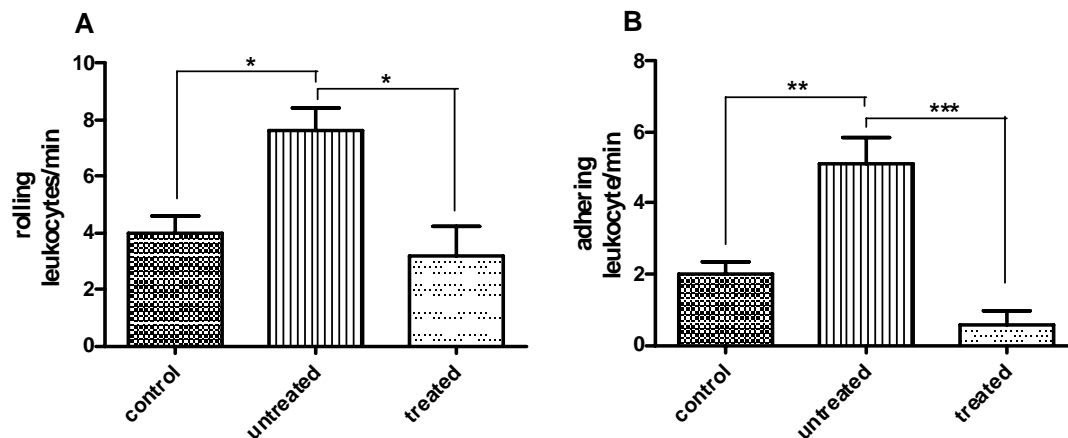 A
rolling
leukocytes/min
10
8
6
4
2
0
*
*
control
untreated
treated
B
adhering
leukocyte/min
8
6
4
2
0
**
***
control
untreated
treated